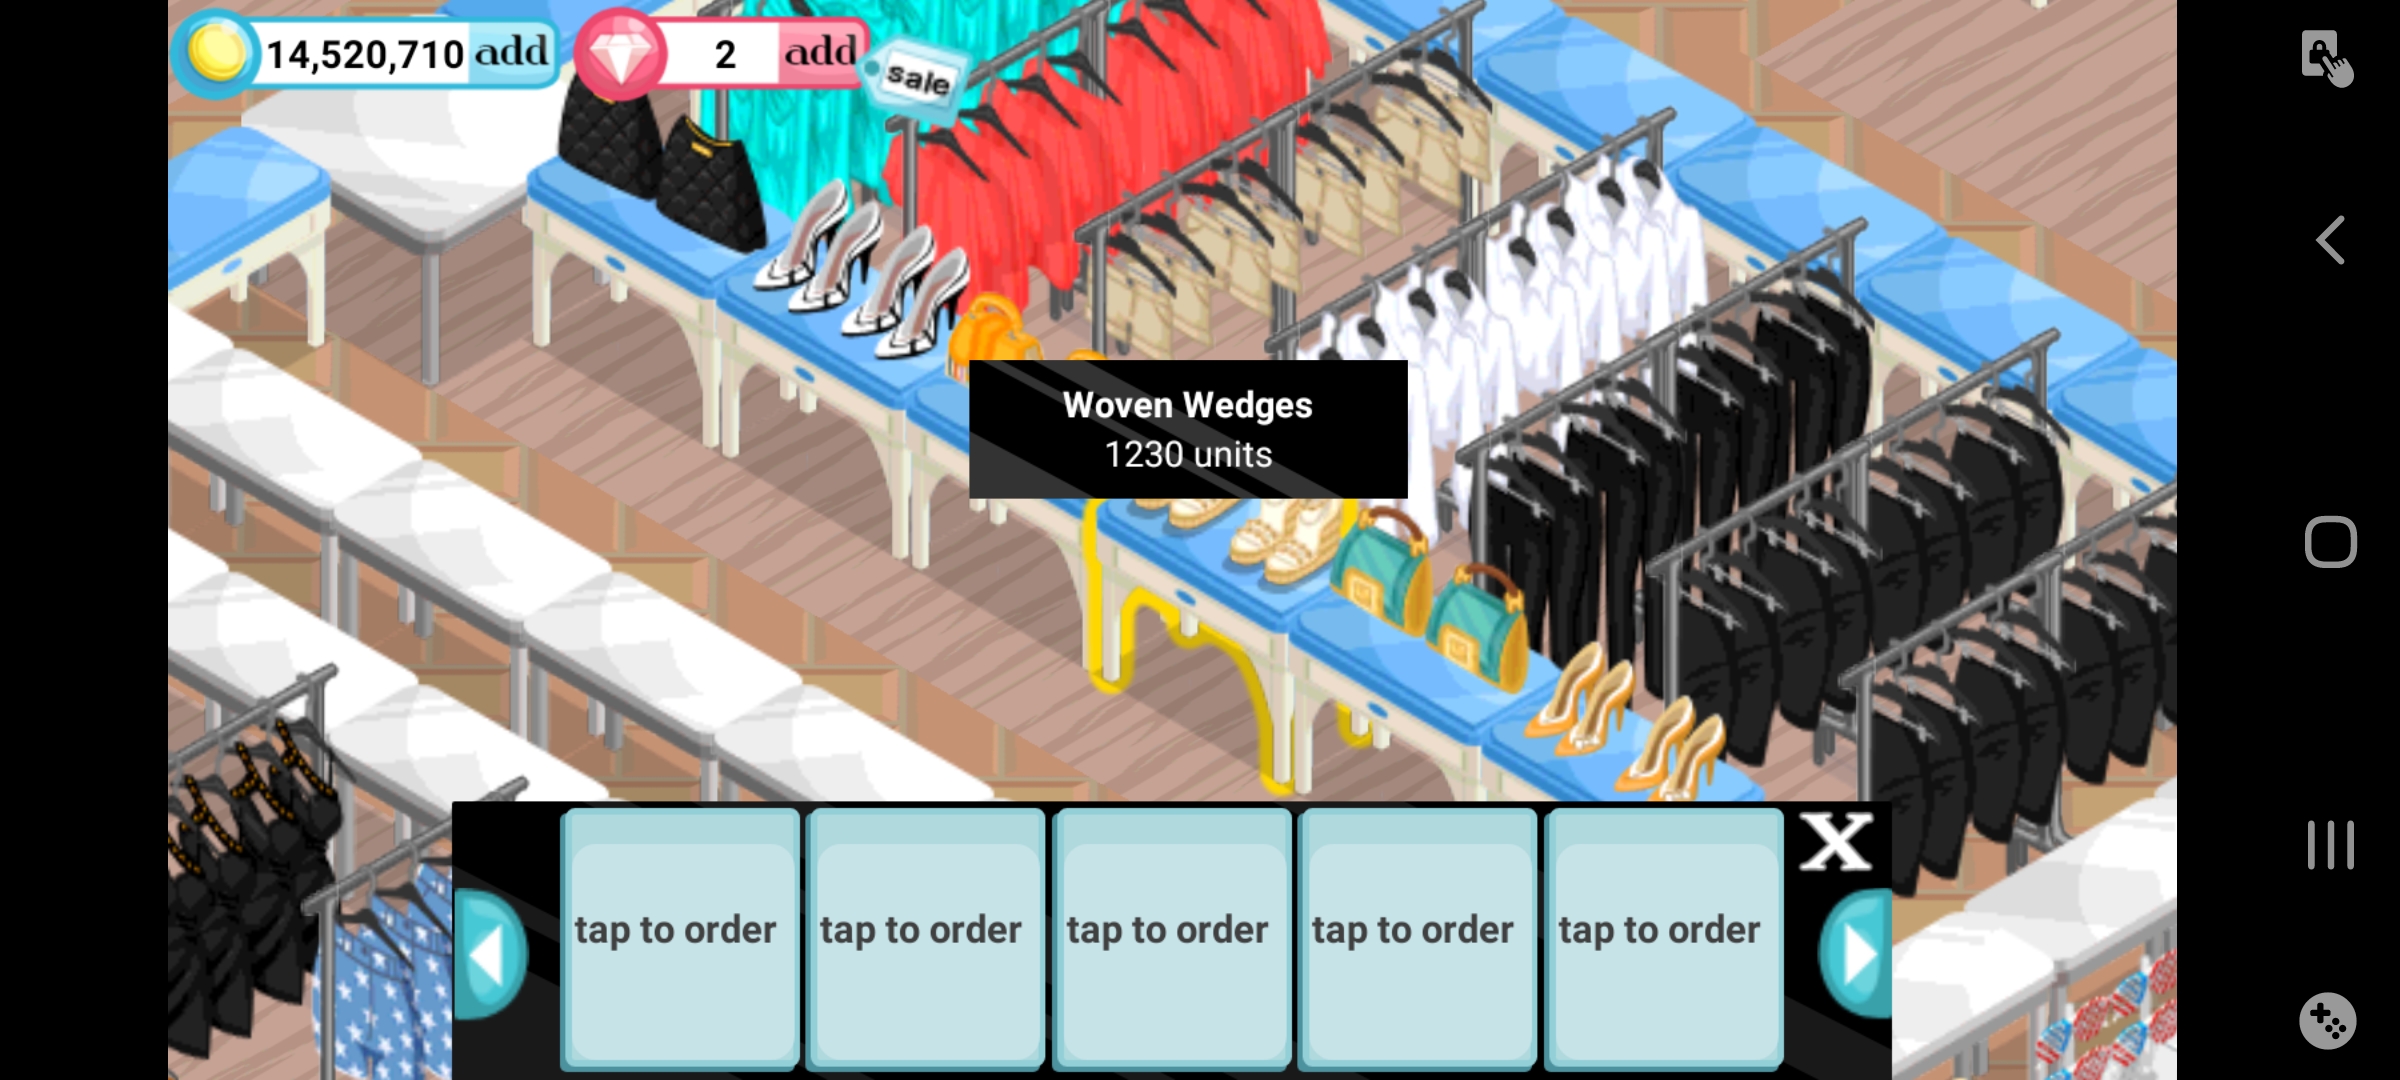 14,520,710 add
2 add
sale
Woven Wedges
1230 units
X
tap to order
tap to order
tap to order
tap to order
tap to order